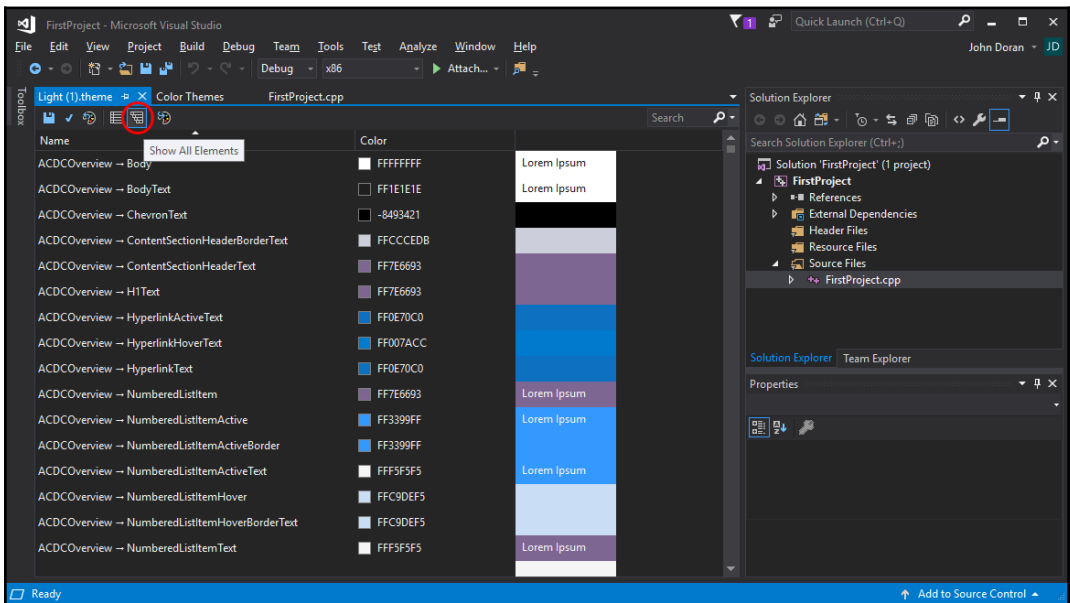 FirstProject - Microsoft Visual Studio
1
Quick Launch (Ctrl+Q)
File Edit View Project Build Debug Team Tools Test Analyze Window Help
John Doran JD
Debug x86 Attach...
Toolbox
Light (1).theme Color Themes FirstProject.cpp
Search
Name Color
Show All Elements
ACDCOverview → Body FFFFFFFF Lorem Ipsum
ACDCOverview → BodyText FF1E1E1E Lorem Ipsum
ACDCOverview → ChevronText -8493421
ACDCOverview → ContentSectionHeaderBorderText FFCCCEDB
ACDCOverview → ContentSectionHeaderText FF7E6693
ACDCOverview → H1Text FF7E6693
ACDCOverview → HyperlinkActiveText FF0E70C0
ACDCOverview → HyperlinkHoverText FF007ACC
ACDCOverview → HyperlinkText FF0E70C0
ACDCOverview → NumberedListItem FF7E6693 Lorem Ipsum
ACDCOverview → NumberedListItemActive FF3399FF Lorem Ipsum
ACDCOverview → NumberedListItemActiveBorder FF3399FF
ACDCOverview → NumberedListItemActiveText FFF5F5F5 Lorem Ipsum
ACDCOverview → NumberedListItemHover FFC9DEF5
ACDCOverview → NumberedListItemHoverBorderText FFC9DEF5
ACDCOverview → NumberedListItemText FFF5F5F5 Lorem Ipsum
Solution Explorer
Search Solution Explorer (Ctrl+;)
Solution 'FirstProject' (1 project)
FirstProject
References
External Dependencies
Header Files
Resource Files
Source Files
FirstProject.cpp
Solution Explorer Team Explorer
Properties
Ready
Add to Source Control